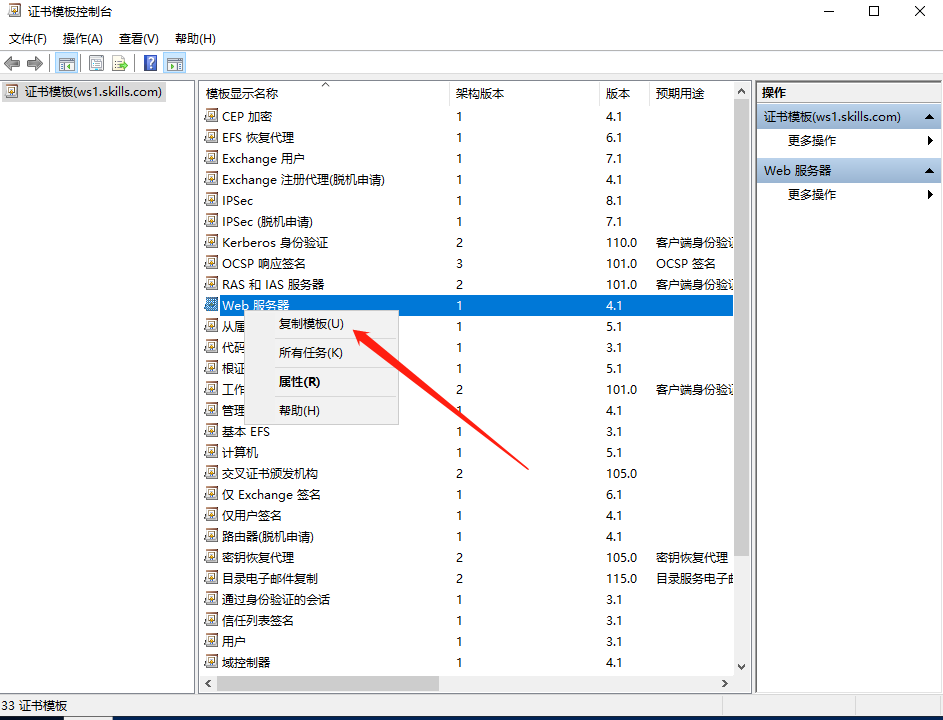 证书模板控制台
文件(F) 操作(A) 查看(V) 帮助(H)
证书模板(ws1.skills.com)
模板显示名称 架构版本 版本 预期用途
CEP 加密 1 4.1
EFS 恢复代理 1 6.1
Exchange 用户 1 7.1
Exchange 注册代理(脱机申请) 1 4.1
IPSec 1 8.1
IPSec (脱机申请) 1 7.1
Kerberos 身份验证 2 110.0 客户端身份验证
OCSP 响应签名 3 101.0 OCSP 签名
RAS 和 IAS 服务器 2 101.0 客户端身份验证
Web 服务器 1 4.1
从属 1 5.1
代码 1 3.1
根证 1 5.1
工作 2 101.0 客户端身份验证
管理 1 4.1
基本 EFS 1 3.1
计算机 1 5.1
交叉证书颁发机构 2 105.0
仅 Exchange 签名 1 6.1
仅用户签名 1 4.1
路由器(脱机申请) 1 4.1
密钥恢复代理 2 105.0 密钥恢复代理
目录电子邮件复制 2 115.0 目录服务电子邮
通过身份验证的会话 1 3.1
信任列表签名 1 3.1
用户 1 3.1
域控制器 1 4.1
复制模板(U)
所有任务(K)
属性(R)
帮助(H)
操作
证书模板(ws1.skills.com)
更多操作
Web 服务器
更多操作
33 证书模板